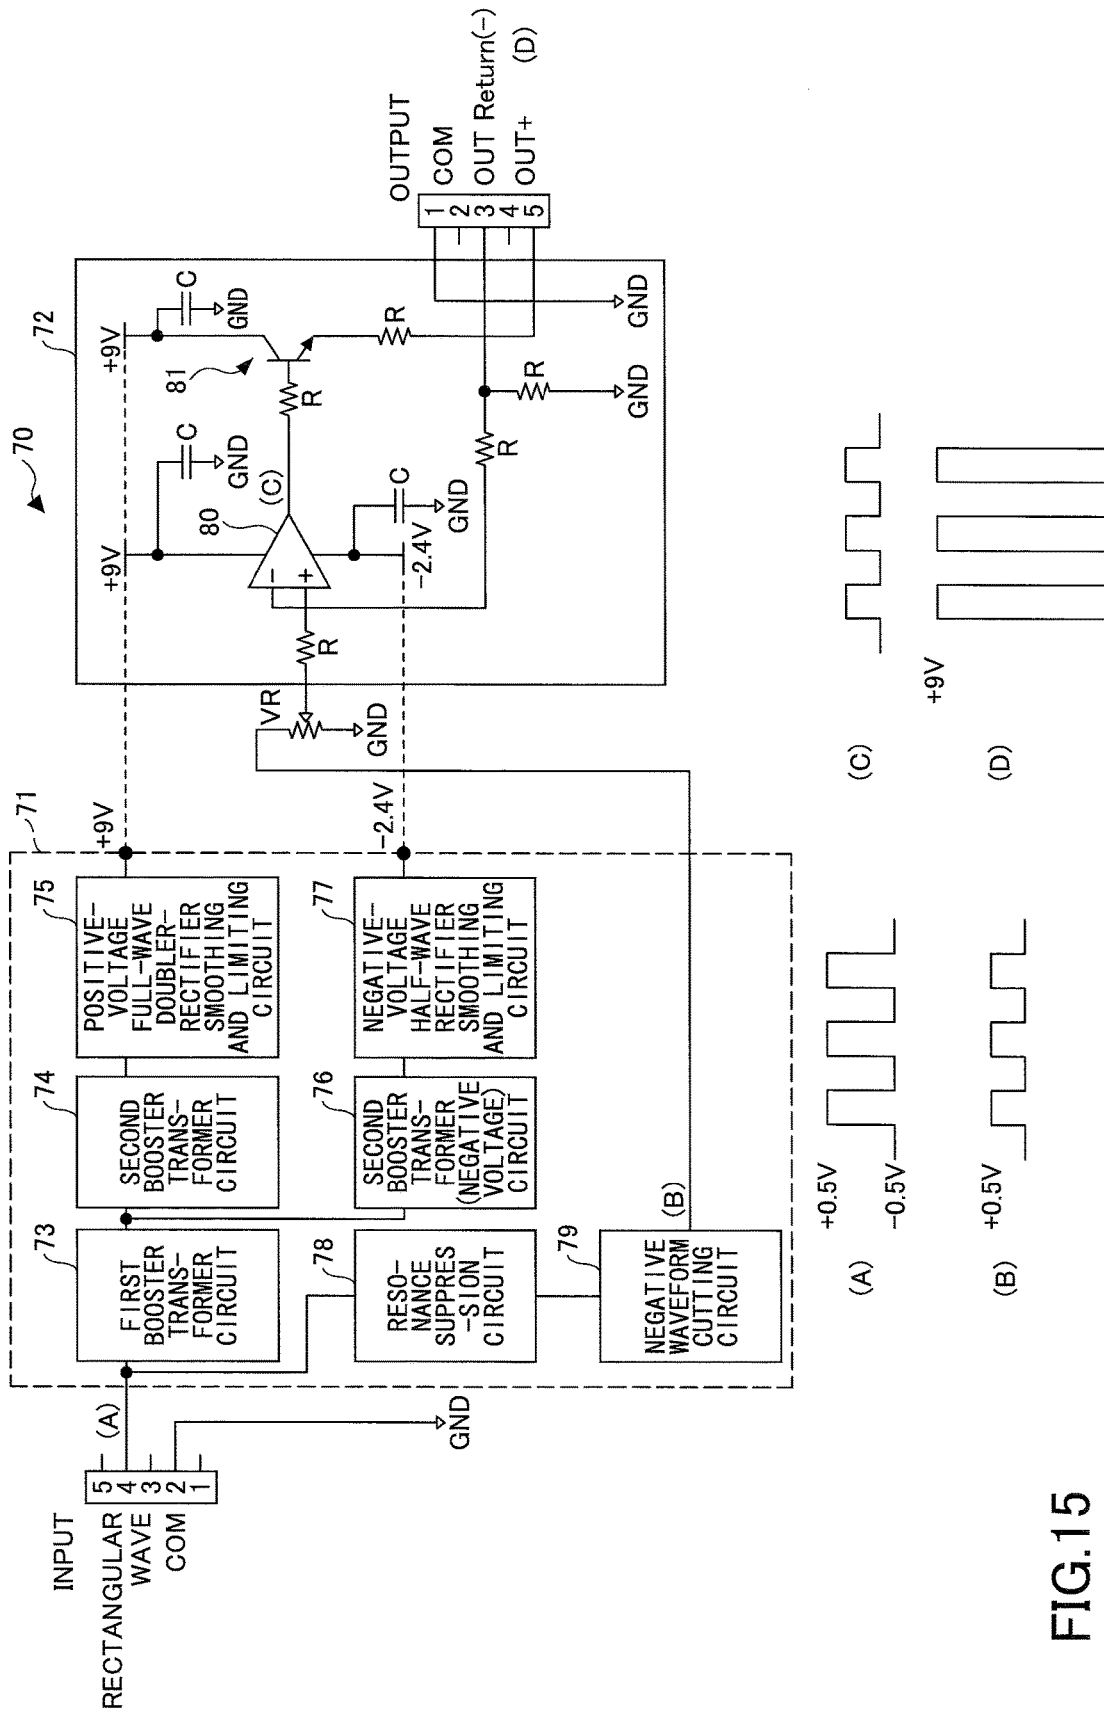 70
INPUT
RECTANGULAR
WAVE
COM
5
4
3
2
1
(A)
GND
71
73
FIRST
BOOSTER
TRANS-
FORMER
CIRCUIT
74
SECOND
BOOSTER
TRANS-
FORMER
CIRCUIT
75
POSITIVE-
VOLTAGE
FULL-WAVE
DOUBLER-
RECTIFIER
SMOOTHING
AND LIMITING
CIRCUIT
+9V
78
RESO-
NANCE
SUPPRES
-SION
CIRCUIT
76
SECOND
BOOSTER
TRANS-
FORMER
(NEGATIVE
VOLTAGE)
CIRCUIT
77
NEGATIVE-
VOLTAGE
HALF-WAVE
RECTIFIER
SMOOTHING
AND LIMITING
CIRCUIT
-2.4V
79
NEGATIVE
WAVEFORM
CUTTING
CIRCUIT
(B)
VR
GND
72
+9V
C
GND
+9V
C
GND
80
(C)
81
R
R
-
+
R
C
GND
-2.4V
R
R
GND
GND
OUTPUT
1
2
3
4
5
COM
OUT Return(-)
OUT+
(D)
(A)
+0.5V
-0.5V
(B)
+0.5V
(C)
(D)
+9V
FIG.15